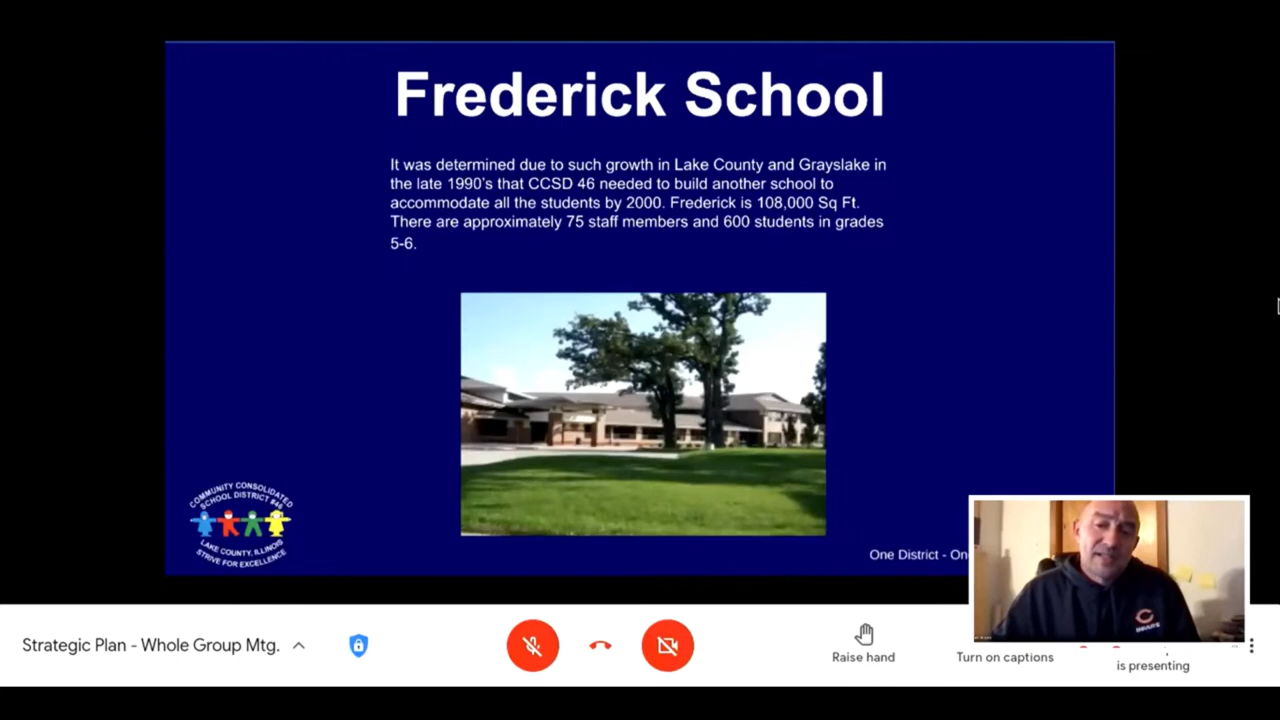 Frederick School
It was determined due to such growth in Lake County and Grayslake in
the late 1990's that CCSD 46 needed to build another school to
accommodate all the students by 2000. Frederick is 108,000 Sq Ft.
There are approximately 75 staff members and 600 students in grades
5-6.
COMMUNITY CONSOLIDATED
SCHOOL DISTRICT #46
LAKE COUNTY, ILLINOIS
STRIVE FOR EXCELLENCE
One District - On
BEARS
Strategic Plan - Whole Group Mtg.
Raise hand
Turn on captions
is presenting